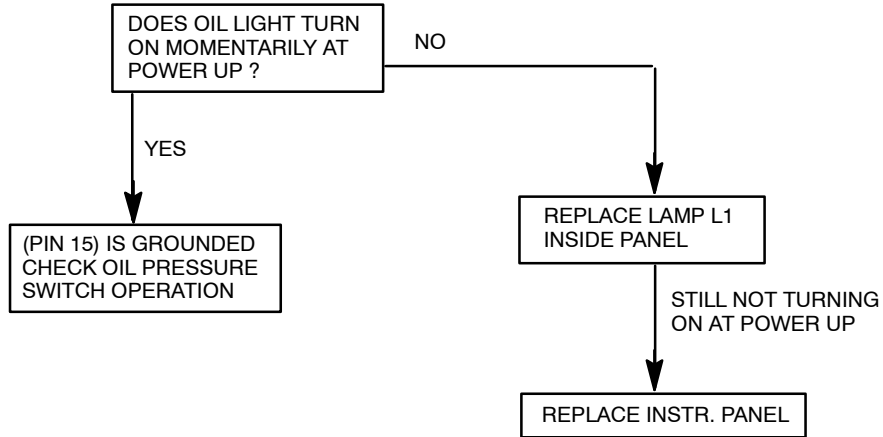 DOES OIL LIGHT TURN
ON MOMENTARILY AT
POWER UP ?
NO
YES
(PIN 15) IS GROUNDED
CHECK OIL PRESSURE
SWITCH OPERATION
REPLACE LAMP L1
INSIDE PANEL
STILL NOT TURNING
ON AT POWER UP
REPLACE INSTR. PANEL